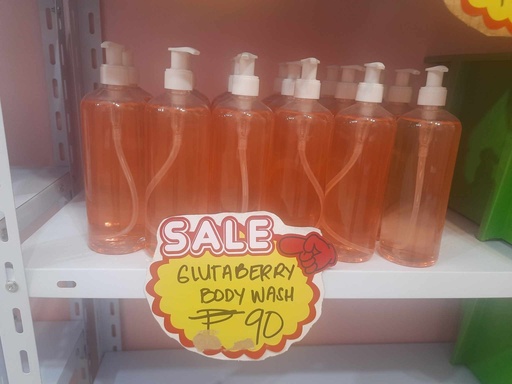 SALE
GLUTABERRY
BODY WASH
₱ 90